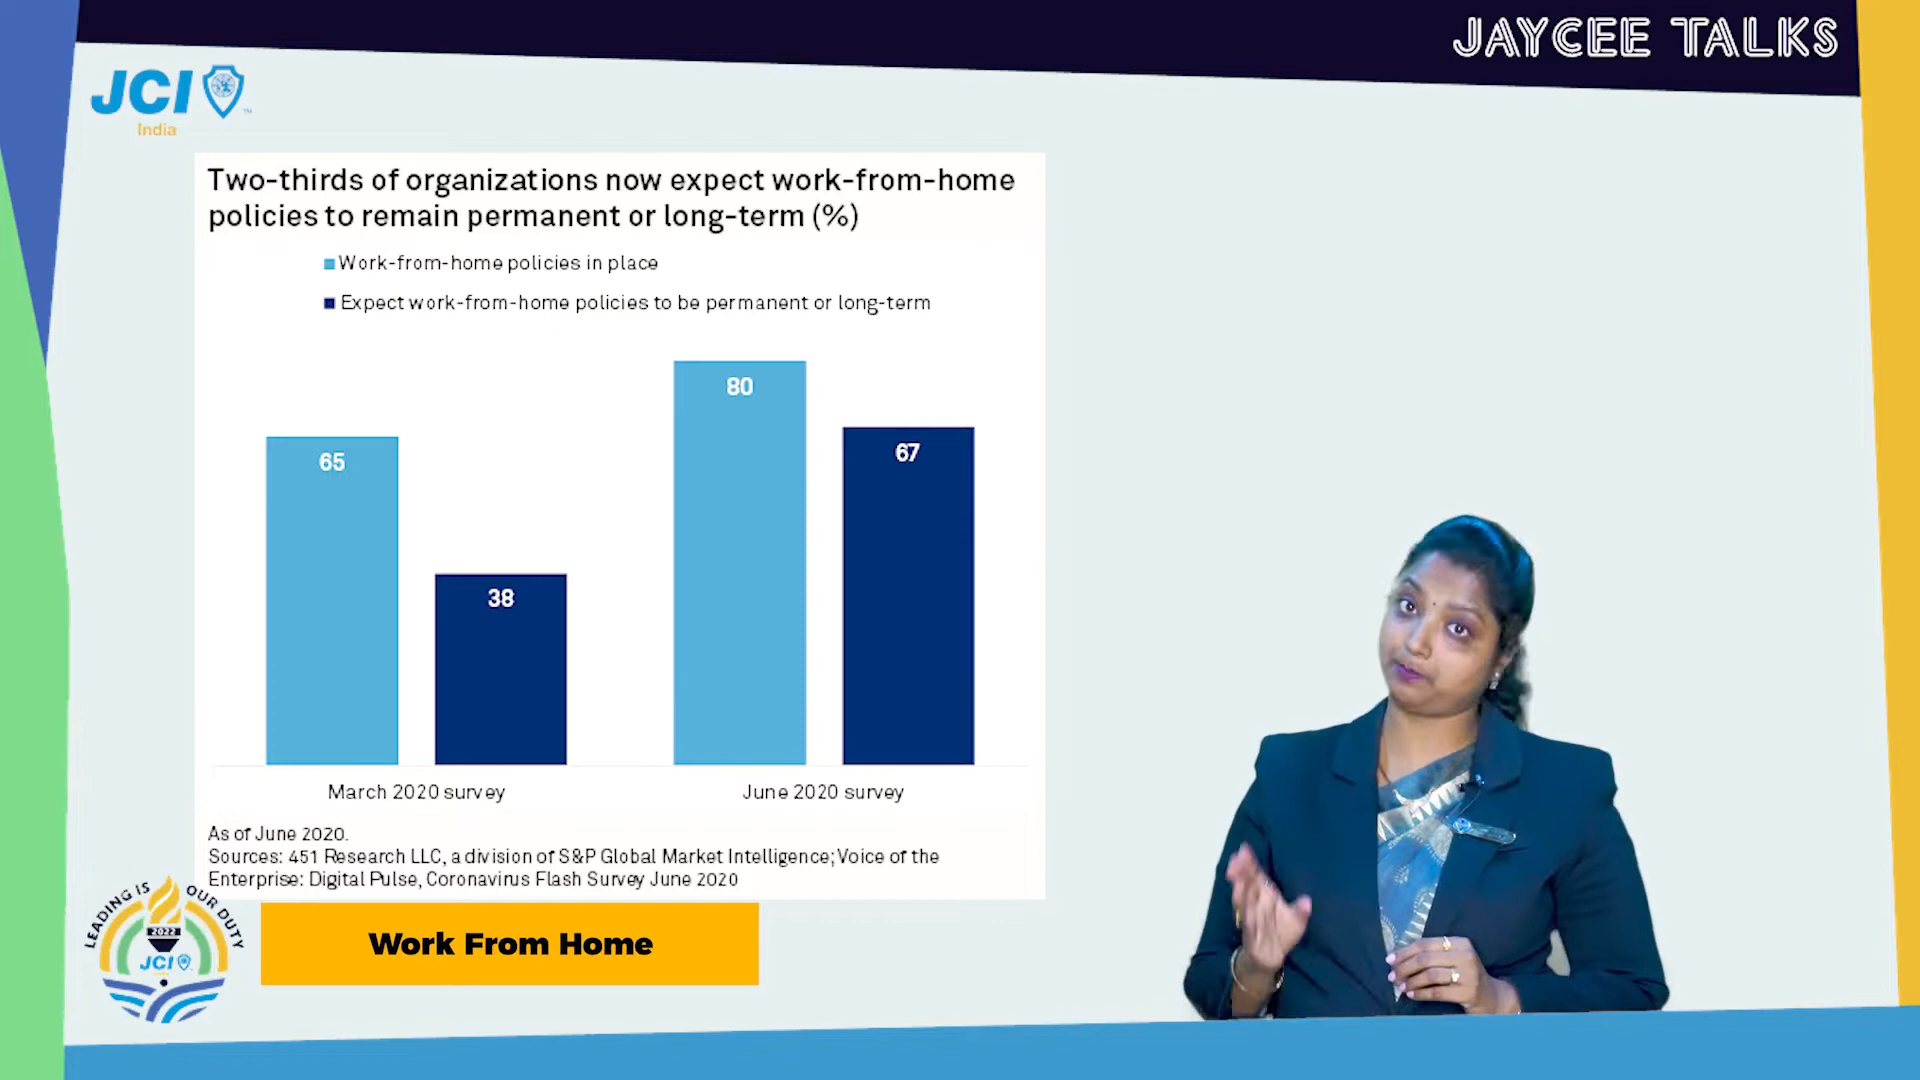 JAYCEE TALKS
JCI
India
Two-thirds of organizations now expect work-from-home
policies to remain permanent or long-term (%)
Work-from-home policies in place
Expect work-from-home policies to be permanent or long-term
80
67
65
38
March 2020 survey
June 2020 survey
As of June 2020.
Sources: 451 Research LLC, a division of S&P Global Market Intelligence; Voice of the
Enterprise: Digital Pulse, Coronavirus Flash Survey June 2020
LEADING IS OUR DUTY
2022
JCI
Work From Home